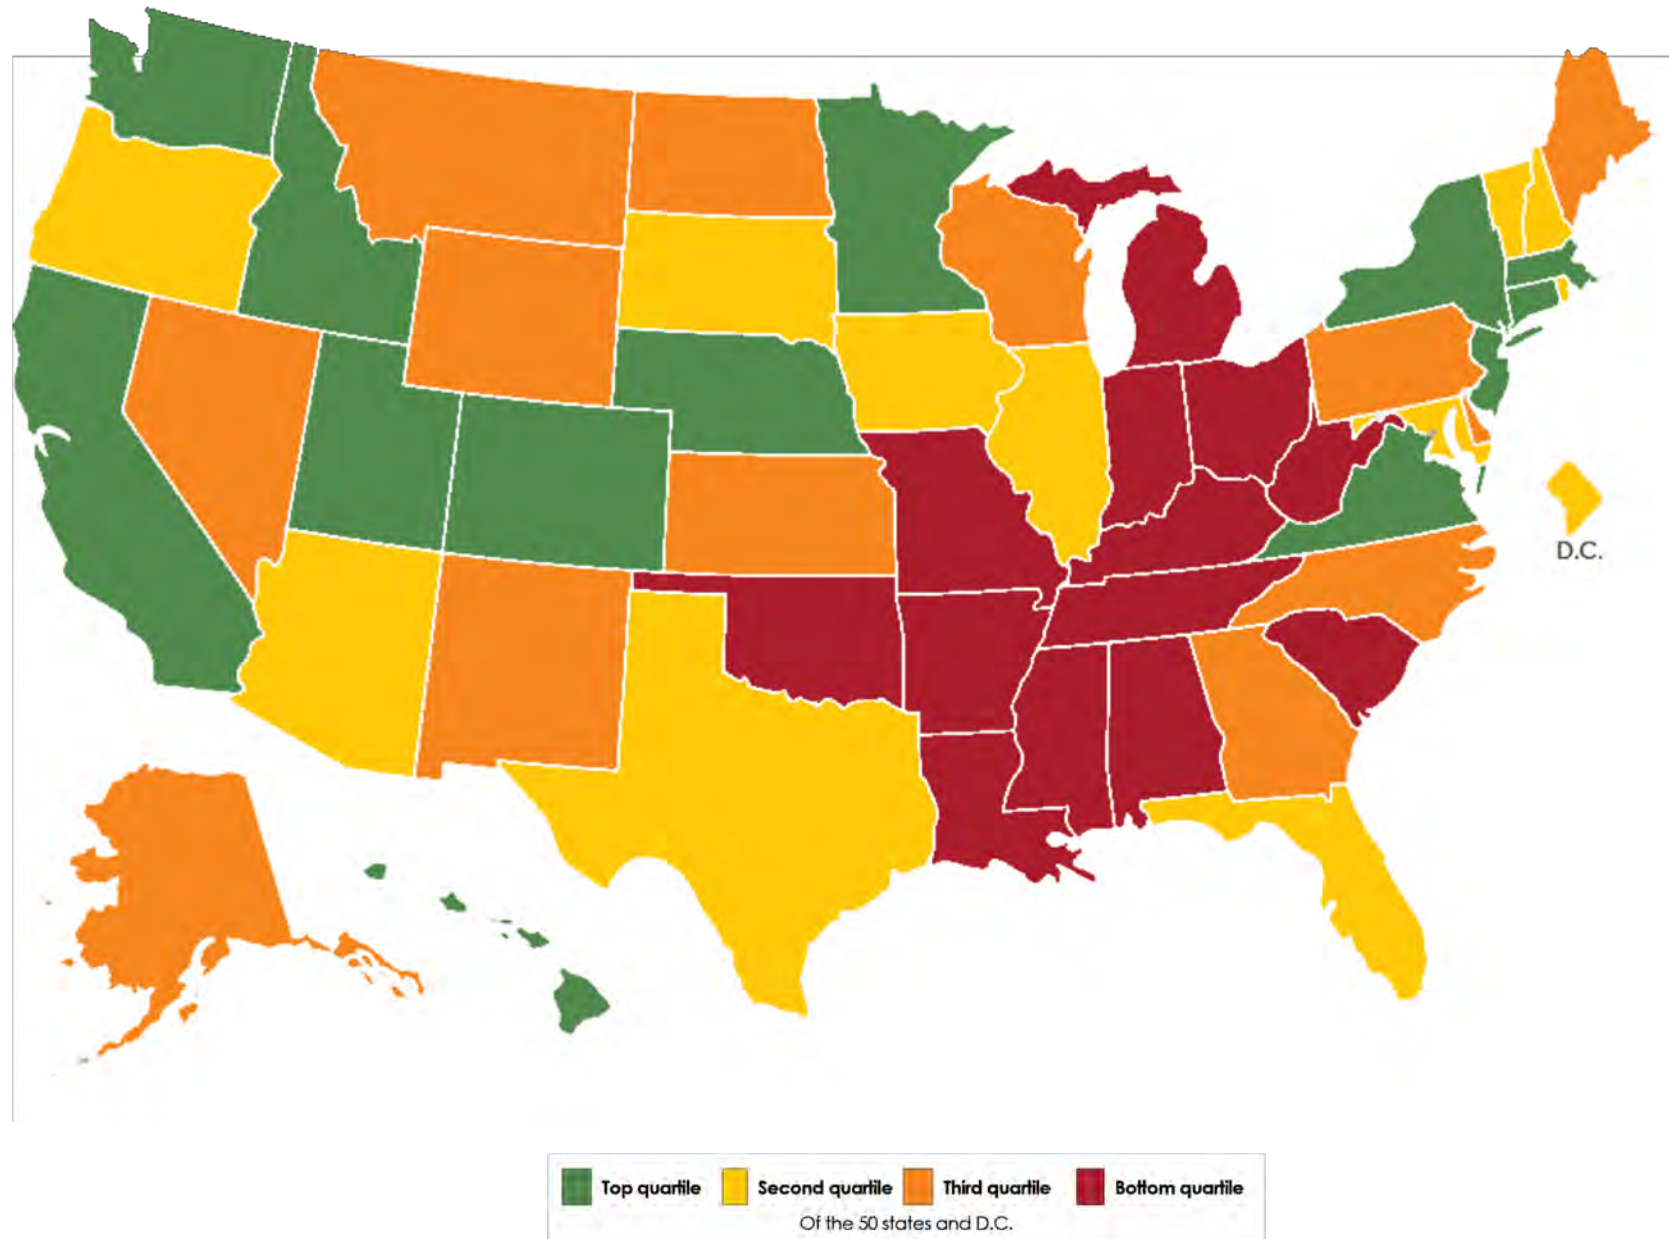 D.C.
Top quartile Second quartile Third quartile Bottom quartile
Of the 50 states and D.C.